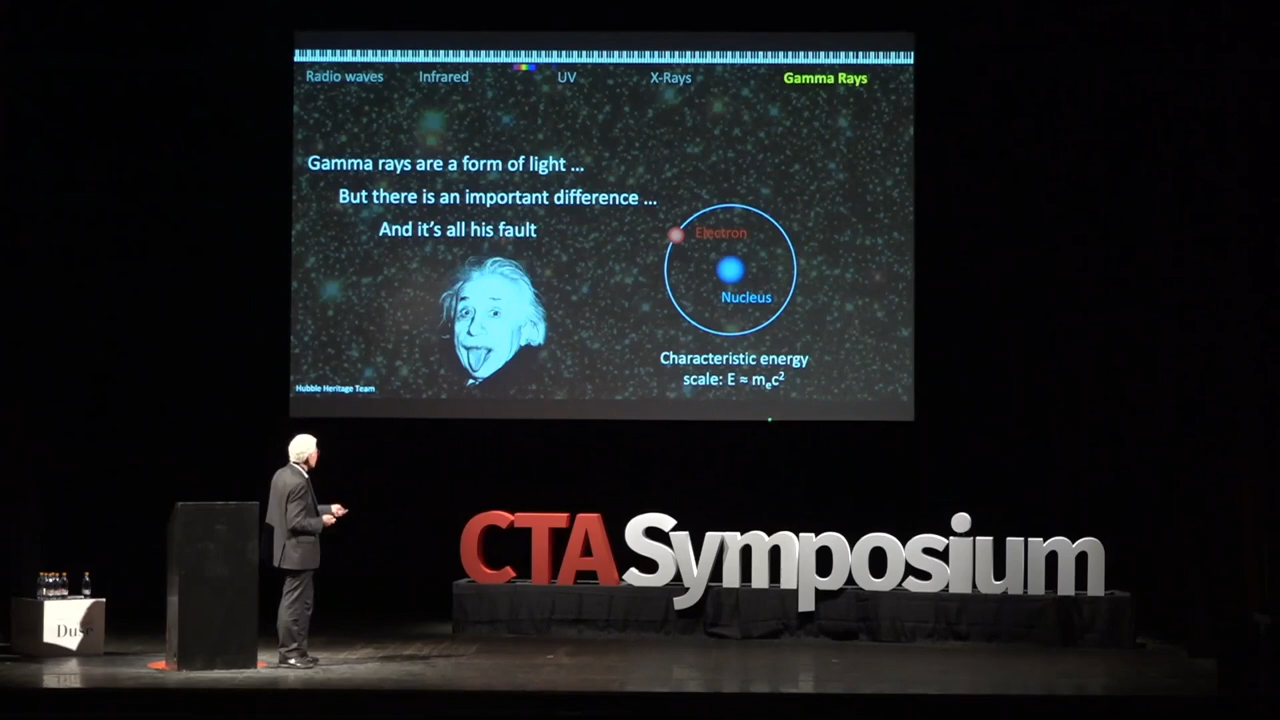 Radio waves Infrared UV X-Rays Gamma Rays
Gamma rays are a form of light ...
But there is an important difference ...
And it's all his fault
Electron
Nucleus
Characteristic energy
scale: E ≈ mₑc²
Hubble Heritage Team
CTASymposium